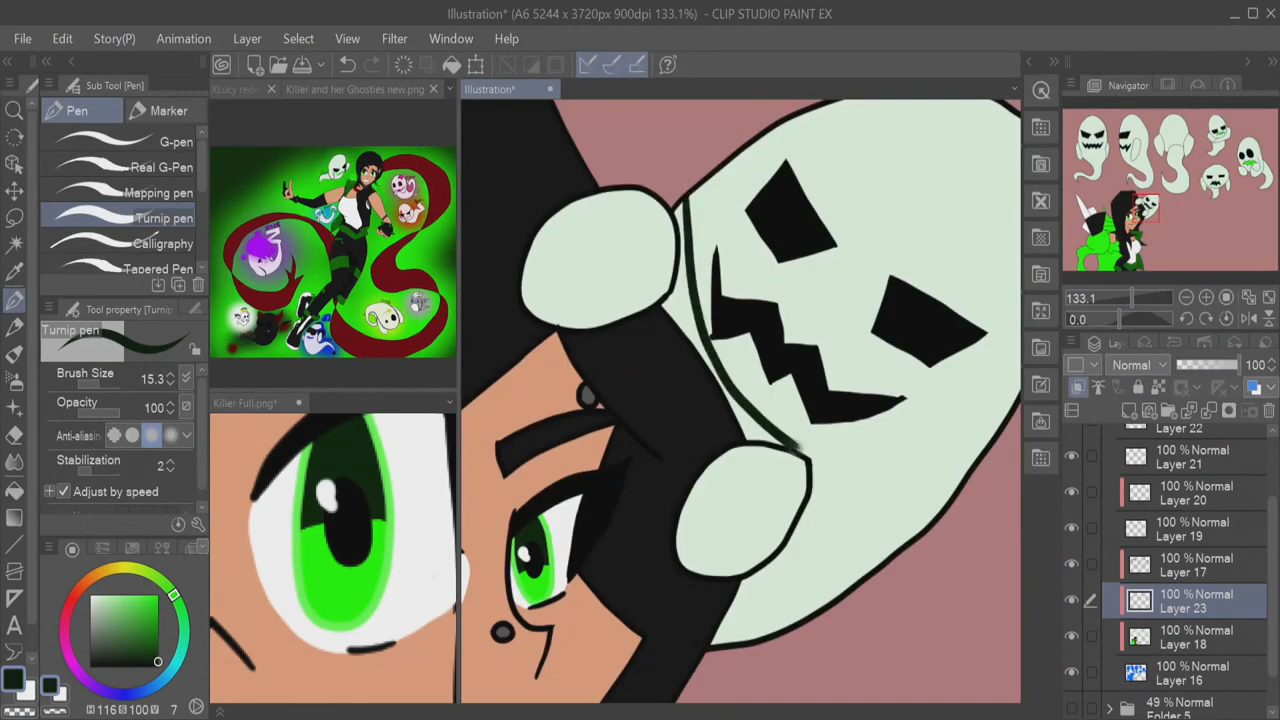 Illustration* (A6 5244 x 3720px 900dpi 133.1%) - CLIP STUDIO PAINT EX
File Edit Story(P) Animation Layer Select View Filter Window Help
Sub Tool [Pen]
Pen Marker
G-pen
Real G-Pen
Mapping pen
Turnip pen
Calligraphy
Tapered Pen
Tool property [Turnip
Turnip pen
Brush Size 15.3
Opacity 100
Anti-aliasin
Stabilization 2
Adjust by speed
H 116 S 100 V 7
Killer and her Ghosties new.png
Illustration*
Killer Full.png*
Navigator
133.1
0.0
Lay
Normal 100
Layer 22
100 % Normal
Layer 21
100 % Normal
Layer 20
100 % Normal
Layer 19
100 % Normal
Layer 17
100 % Normal
Layer 23
100 % Normal
Layer 18
100 % Normal
Layer 16
49 % Normal
Folder 5